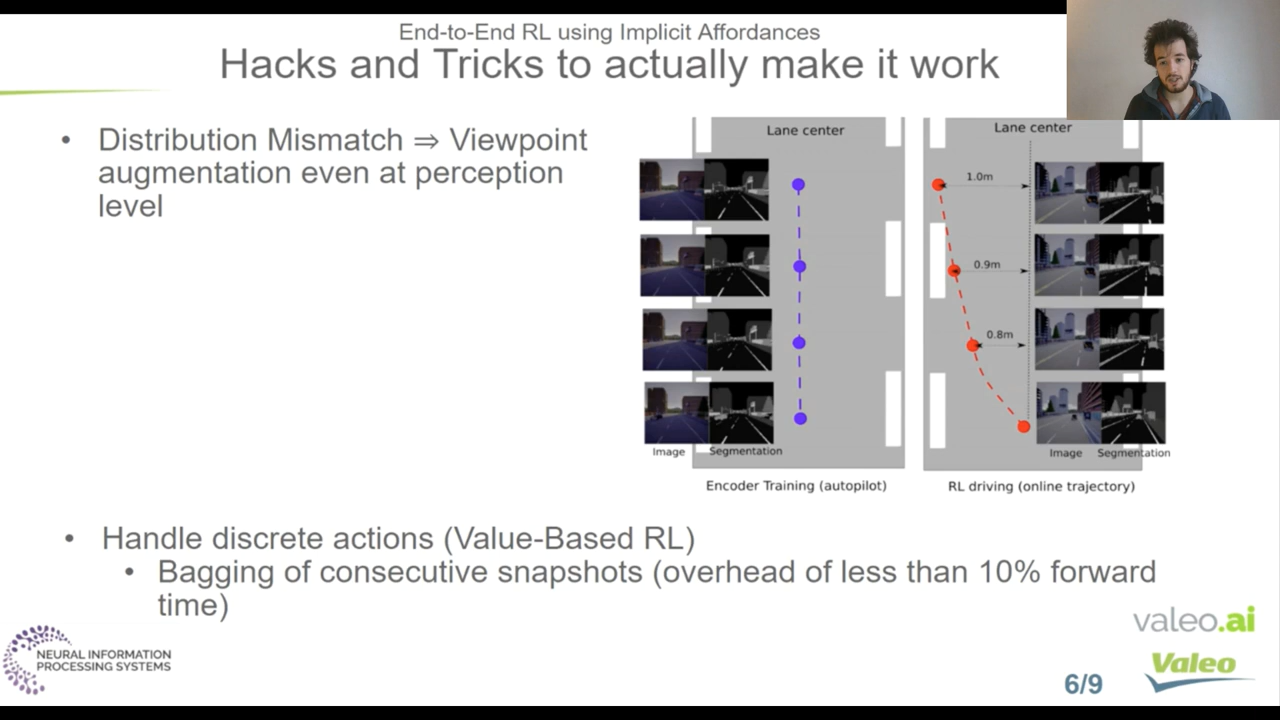 End-to-End RL using Implicit Affordances
Hacks and Tricks to actually make it work
• Distribution Mismatch ⇒ Viewpoint
augmentation even at perception
level
Lane center
Image
Segmentation
Encoder Training (autopilot)
Lane center
1.0m
0.9m
0.8m
Image
Segmentation
RL driving (online trajectory)
• Handle discrete actions (Value-Based RL)
• Bagging of consecutive snapshots (overhead of less than 10% forward
time)
NEURAL INFORMATION
PROCESSING SYSTEMS
valeo.ai
Valeo
6/9